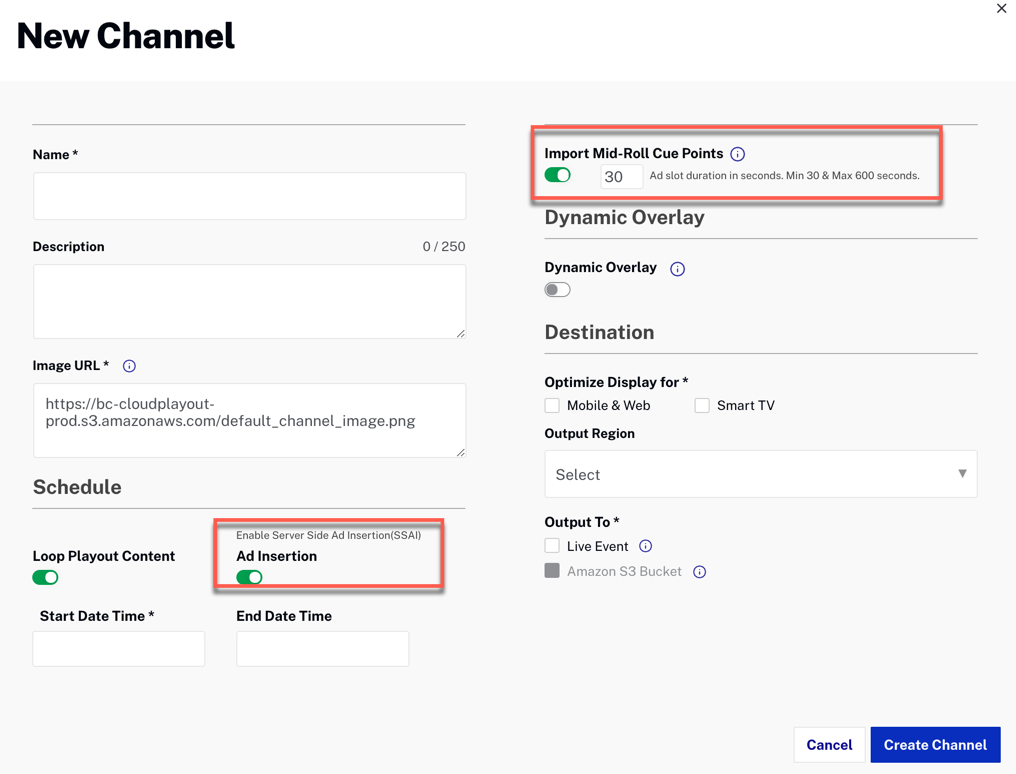 New Channel
Name *
Description
0 / 250
Image URL *
https://bc-cloudplayout-
prod.s3.amazonaws.com/default_channel_image.png
Schedule
Loop Playout Content
Enable Server Side Ad Insertion(SSAI)
Ad Insertion
Start Date Time *
End Date Time
Import Mid-Roll Cue Points
30
Ad slot duration in seconds. Min 30 & Max 600 seconds.
Dynamic Overlay
Dynamic Overlay
Destination
Optimize Display for *
Mobile & Web
Smart TV
Output Region
Select
Output To *
Live Event
Amazon S3 Bucket
Cancel
Create Channel